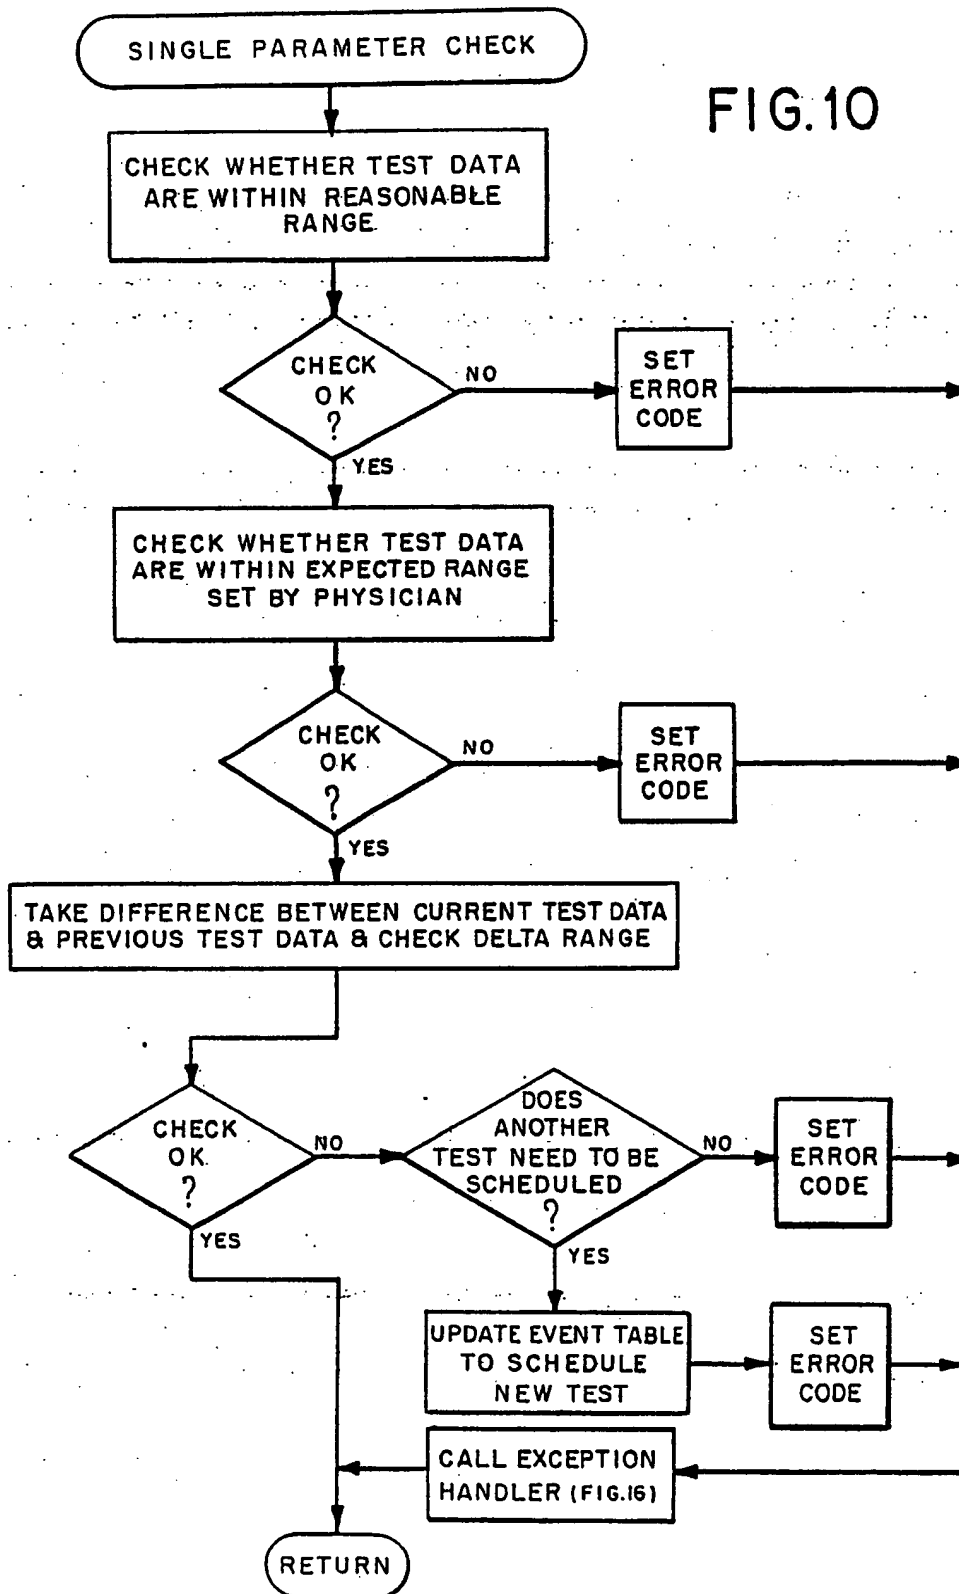 SINGLE PARAMETER CHECK
FIG.10
CHECK WHETHER TEST DATA
ARE WITHIN REASONABLE
RANGE
CHECK
OK
?
NO
SET
ERROR
CODE
YES
CHECK WHETHER TEST DATA
ARE WITHIN EXPECTED RANGE
SET BY PHYSICIAN
CHECK
OK
?
NO
SET
ERROR
CODE
YES
TAKE DIFFERENCE BETWEEN CURRENT TEST DATA
& PREVIOUS TEST DATA & CHECK DELTA RANGE
CHECK
OK
?
NO
YES
DOES
ANOTHER
TEST NEED TO BE
SCHEDULED
?
NO
SET
ERROR
CODE
YES
UPDATE EVENT TABLE
TO SCHEDULE
NEW TEST
SET
ERROR
CODE
CALL EXCEPTION
HANDLER (FIG.16)
RETURN